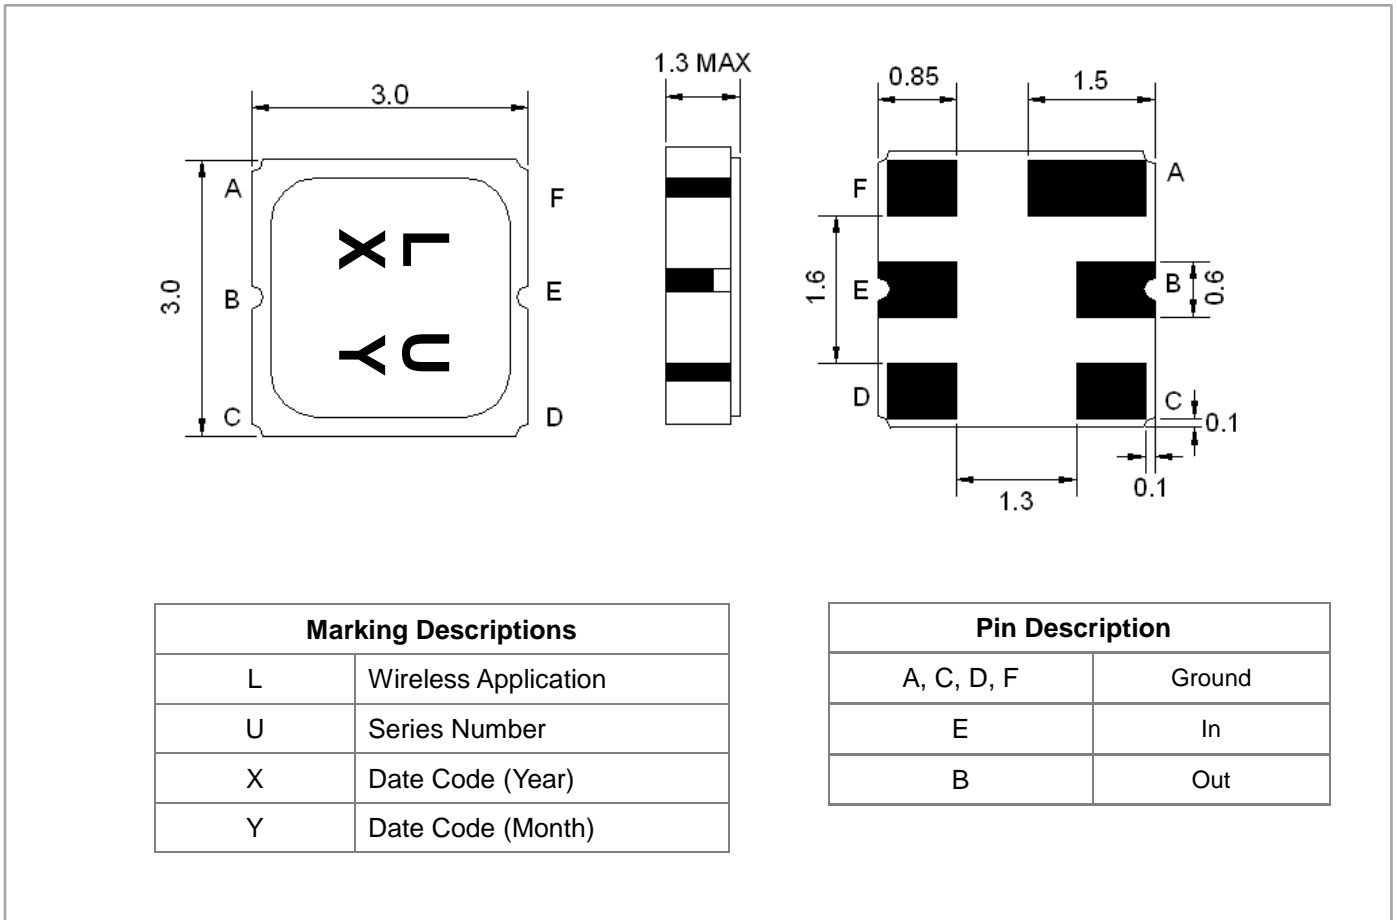 1.3 MAX
3.0
0.85
1.5
A
F
F
A
L
X
3.0
B
E
1.6
E
B
0.6
U
Y
C
D
D
C
0.1
1.3
0.1
Marking Descriptions
L Wireless Application
U Series Number
X Date Code (Year)
Y Date Code (Month)
Pin Description
A, C, D, F Ground
E In
B Out